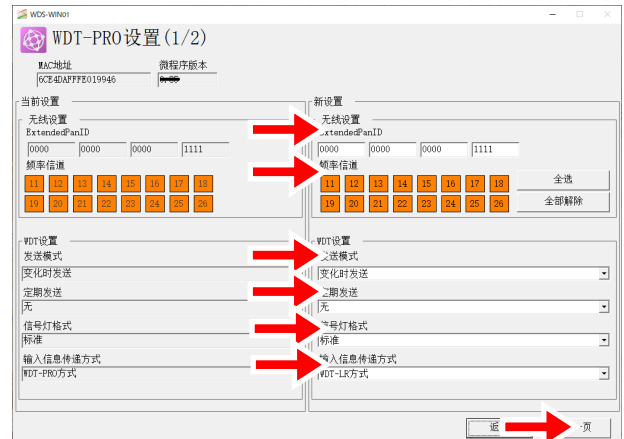 WDS-WIN01
WDT-PRO设置(1/2)
MAC地址 微程序版本
6CE4DAFFFE019946
当前设置
无线设置
ExtendedPanID
0000 0000 0000 1111
频率信道
11 12 13 14 15 16 17 18
19 20 21 22 23 24 25 26
WDT设置
发送模式
变化时发送
定期发送
无
信号灯格式
标准
输入信息传递方式
WDT-PRO方式
新设置
无线设置
ExtendedPanID
0000 0000 0000 1111
频率信道
11 12 13 14 15 16 17 18 全选
19 20 21 22 23 24 25 26 全部解除
WDT设置
发送模式
变化时发送
定期发送
无
信号灯格式
标准
输入信息传递方式
WDT-LR方式
返 页